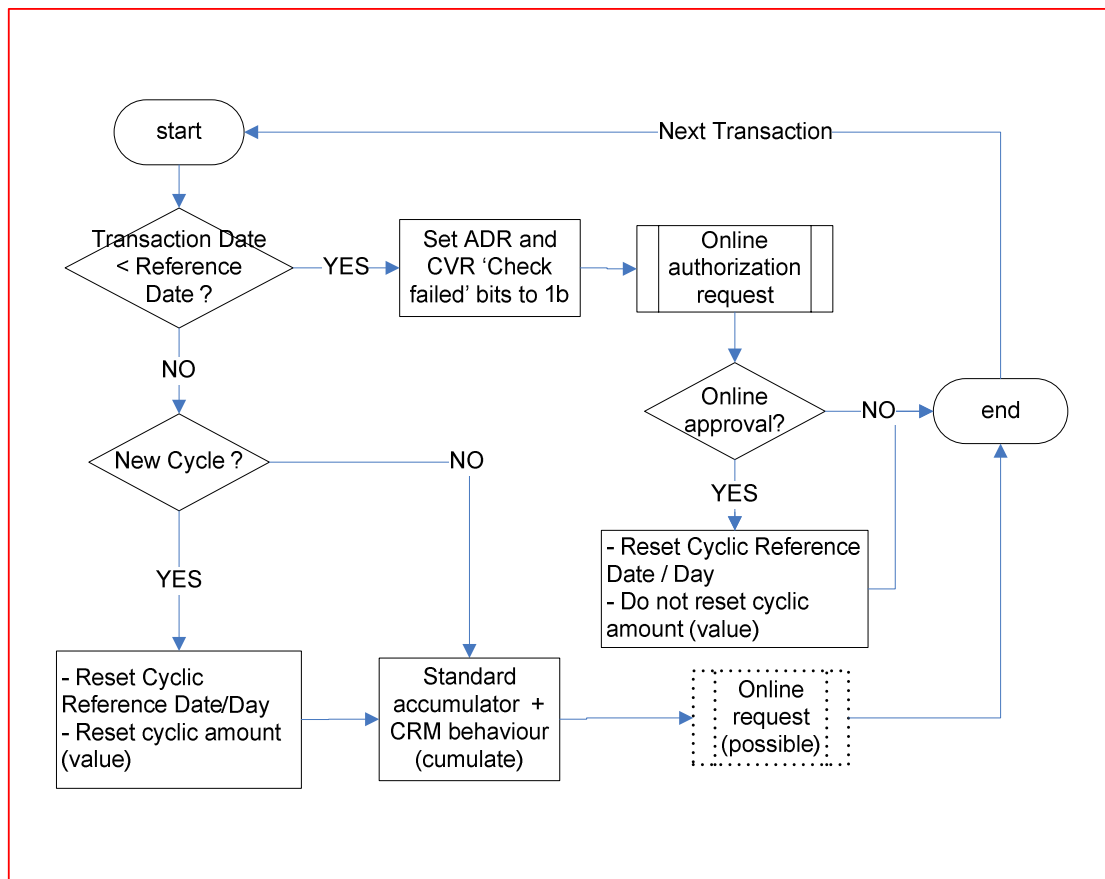 start
Next Transaction
Transaction Date
< Reference
Date ?
YES
Set ADR and
CVR ‘Check
failed’ bits to 1b
Online
authorization
request
NO
Online
approval?
NO
end
New Cycle ?
NO
YES
YES
- Reset Cyclic Reference
Date / Day
- Do not reset cyclic
amount (value)
- Reset Cyclic
Reference Date/Day
- Reset cyclic amount
(value)
Standard
accumulator +
CRM behaviour
(cumulate)
Online
request
(possible)